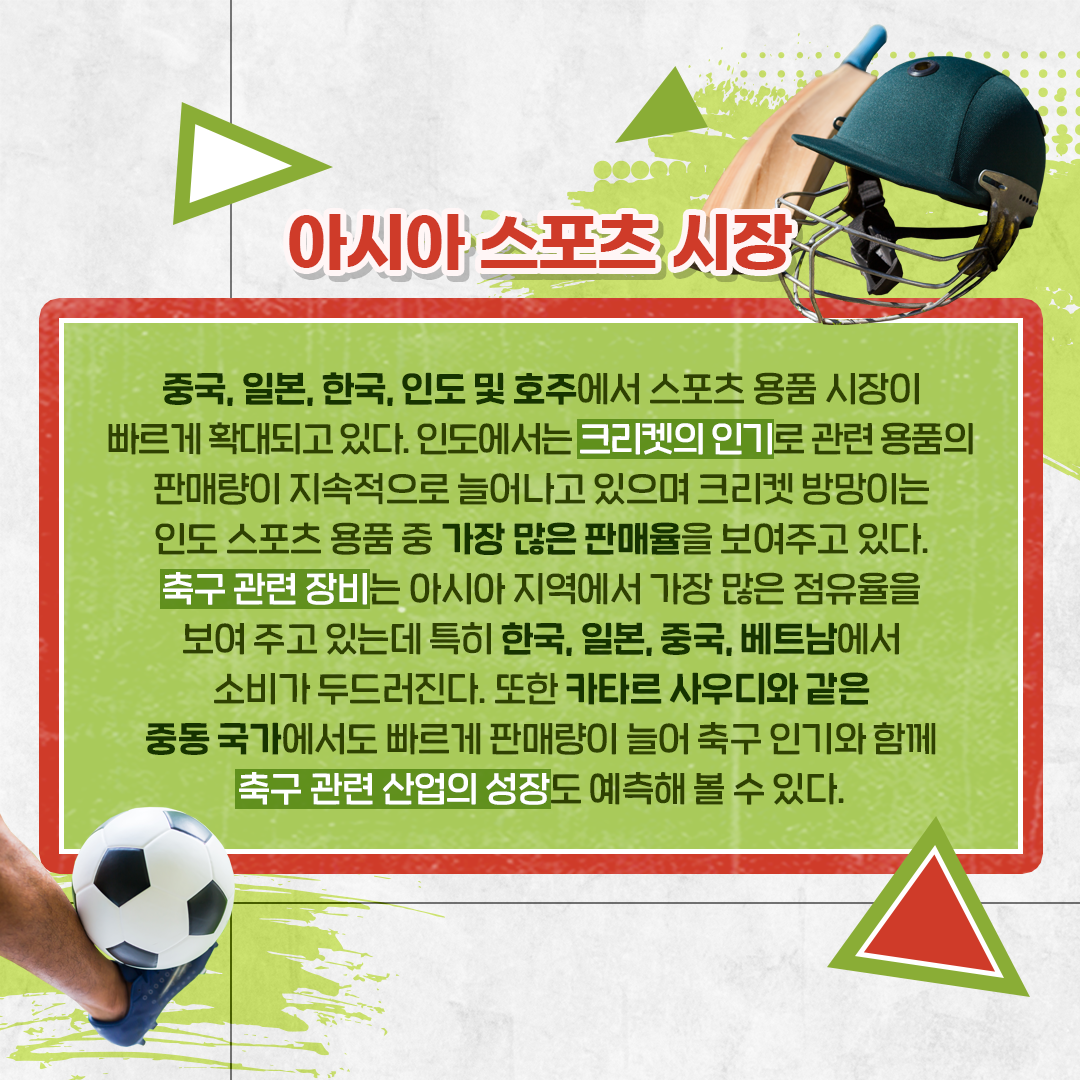 아시아 스포츠 시장
중국, 일본, 한국, 인도 및 호주에서 스포츠 용품 시장이
빠르게 확대되고 있다. 인도에서는 크리켓의 인기로 관련 용품의
판매량이 지속적으로 늘어나고 있으며 크리켓 방망이는
인도 스포츠 용품 중 가장 많은 판매율을 보여주고 있다.
축구 관련 장비는 아시아 지역에서 가장 많은 점유율을
보여 주고 있는데 특히 한국, 일본, 중국, 베트남에서
소비가 두드러진다. 또한 카타르 사우디와 같은
중동 국가에서도 빠르게 판매량이 늘어 축구 인기와 함께
축구 관련 산업의 성장도 예측해 볼 수 있다.